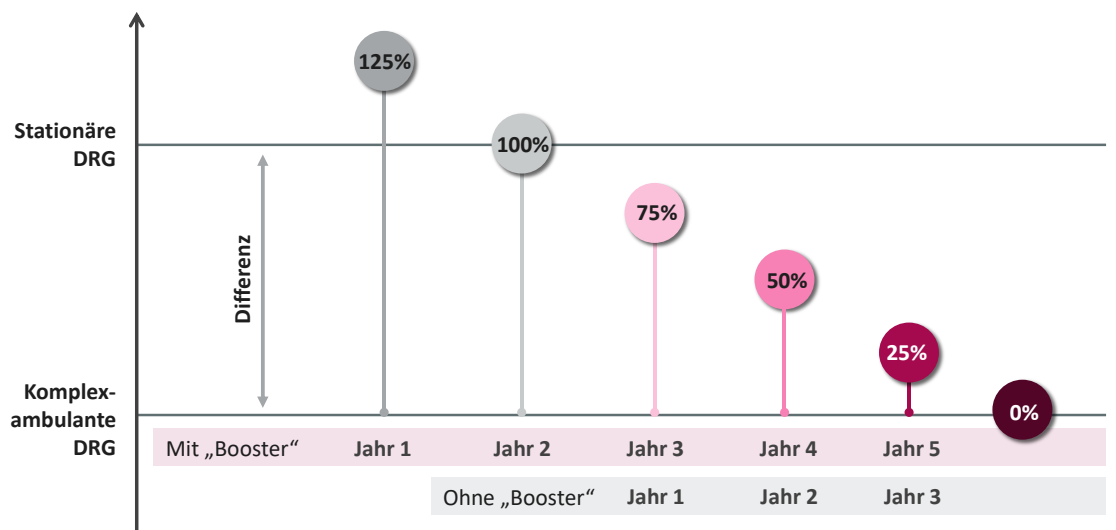 125%
Stationäre
DRG
100%
75%
Differenz
50%
25%
Komplex-
ambulante
DRG
0%
Mit „Booster“ Jahr 1 Jahr 2 Jahr 3 Jahr 4 Jahr 5
Ohne „Booster“ Jahr 1 Jahr 2 Jahr 3